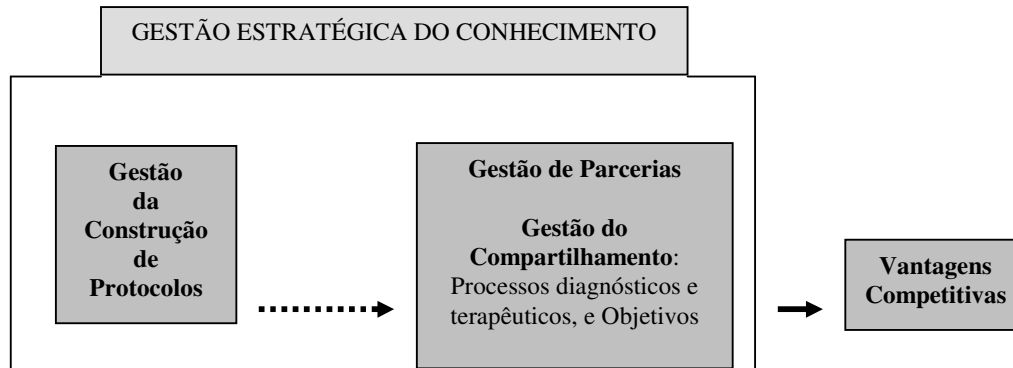 GESTÃO ESTRATÉGICA DO CONHECIMENTO
Gestão
da
Construção
de
Protocolos
Gestão de Parcerias
Gestão do
Compartilhamento:
Processos diagnósticos e
terapêuticos, e Objetivos
Vantagens
Competitivas